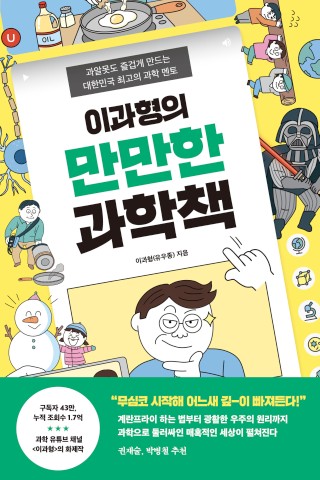 OIL
과알못도 즐겁게 만드는
대한민국 최고의 과학 멘토
이과형의
만만한
과학책
이과형(유우종) 지음
구독자 43만,
누적 조회수 1.7억
★★★
과학 유튜브 채널
<이과형>의 화제작
“무심코 시작해 어느새 깊—이 빠져든다!”
계란프라이 하는 법부터 광활한 우주의 원리까지
과학으로 둘러싸인 매혹적인 세상이 펼쳐진다
권재술, 박병철 추천